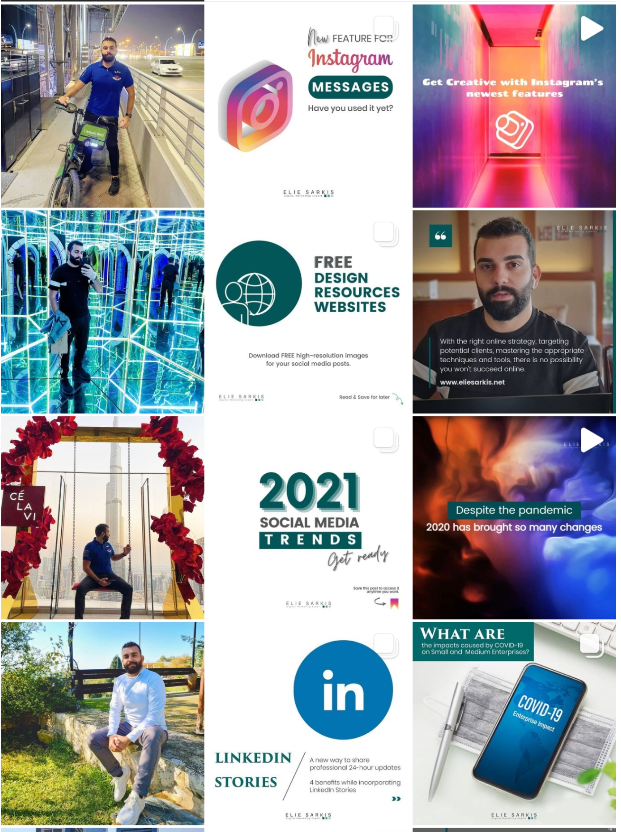 New FEATURE FOR
Instagram
MESSAGES
Have you used it yet?
ELIE SARKIS
Get Creative with Instagram's
newest features
FREE
DESIGN
RESOURCES
WEBSITES
Download FREE high-resolution images
for your social media posts.
ELIE SARKIS
Read & Save for later
ELIE SARKIS
With the right online strategy, targeting
potential clients, mastering the appropriate
techniques and tools, there is no possibility
you won't succeed online.
www.eliesarkis.net
CÉ
LA
VI
2021
SOCIAL MEDIA
TRENDS
Get ready
Save this post to access it
anytime you want.
ELIE SARKIS
ELIE SARKIS
Despite the pandemic
2020 has brought so many changes
in
LINKEDIN
STORIES
A new way to share
professional 24-hour updates
4 benefits while incorporating
LinkedIn Stories
ELIE SARKIS
WHAT ARE
the impacts caused by COVID-19
on Small and Medium Enterprises?
COVID-19
Enterprise Impact
ELIE SARKIS